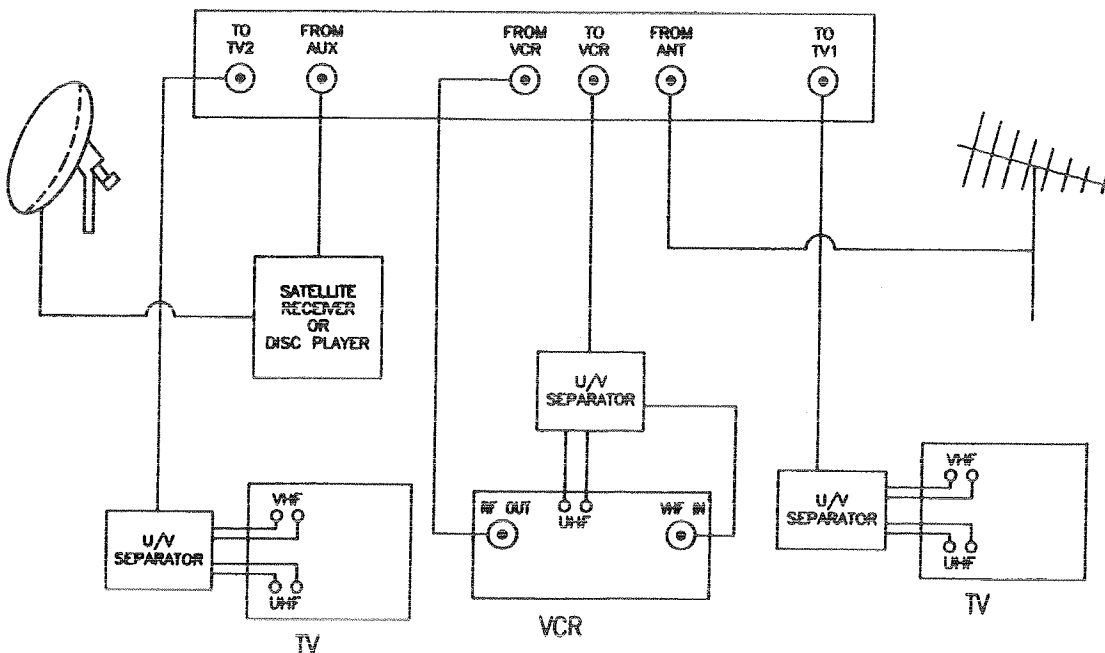 TO
TV2
FROM
AUX
FROM
VCR
TO
VCR
FROM
ANT
TO
TV1
SATELLITE
RECEIVER
OR
DISC PLAYER
U/V
SEPARATOR
U/V
SEPARATOR
VHF
UHF
TV
RF OUT
UHF
VHF IN
VCR
U/V
SEPARATOR
VHF
UHF
TV